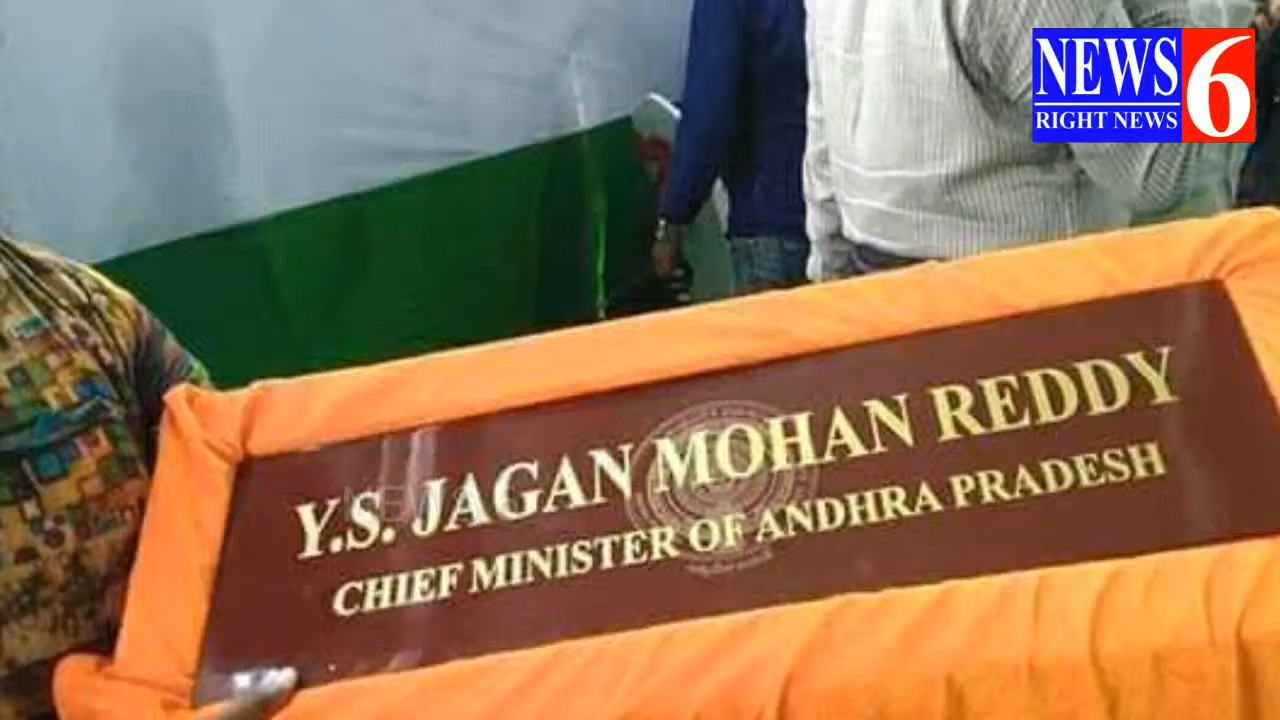 NEWS 6
RIGHT NEWS
Y.S. JAGAN MOHAN REDDY
CHIEF MINISTER OF ANDHRA PRADESH